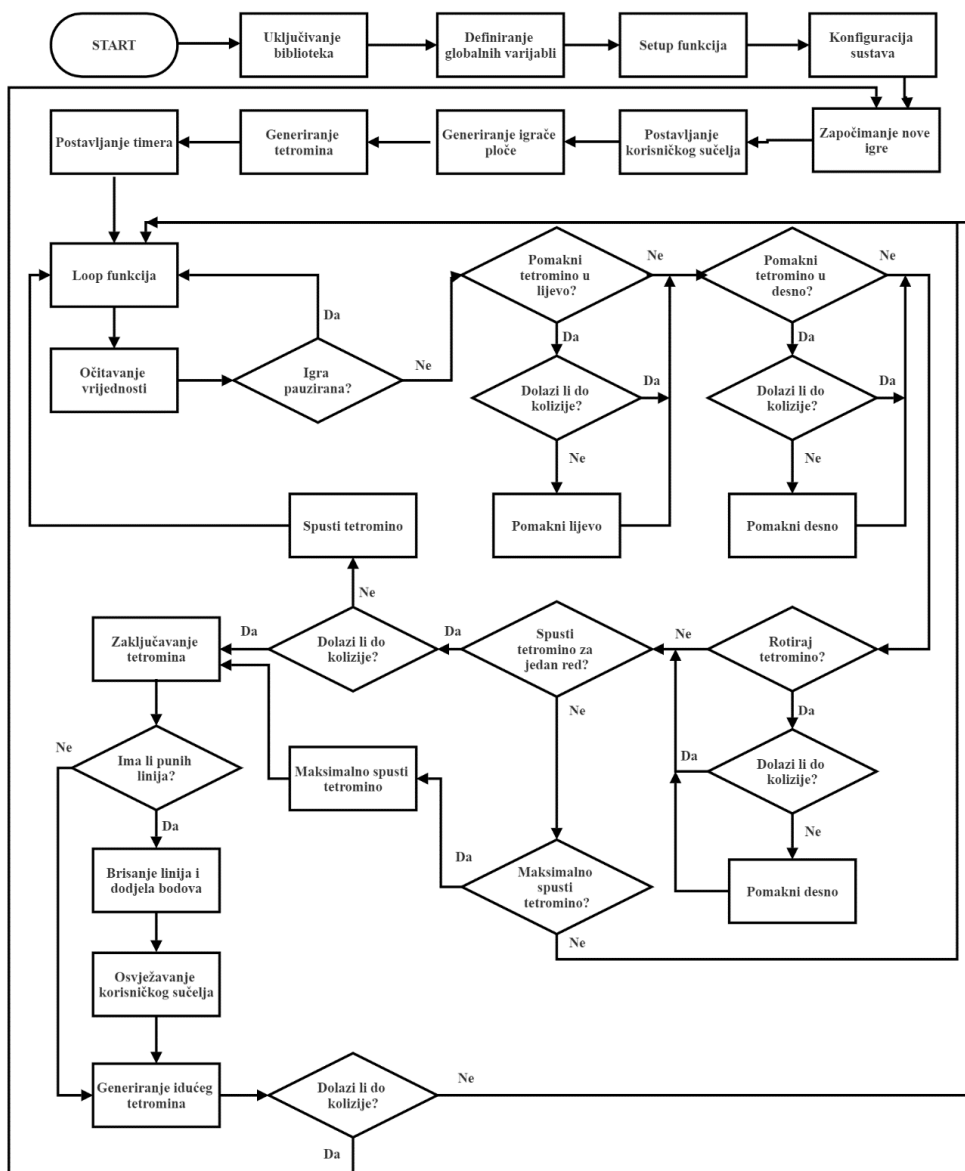 START
Uključivanje
biblioteka
Definiranje
globalnih varijabli
Setup funkcija
Konfiguracija
sustava
Postavljanje timera
Generiranje
tetromina
Generiranje igrače
ploče
Postavljanje
korisničkog sučelja
Započimanje nove
igre
Loop funkcija
Očitavanje
vrijednosti
Da
Igra
pauzirana?
Ne
Pomakni
tetromino u
lijevo?
Ne
Da
Dolazi li do
kolizije?
Da
Ne
Pomakni lijevo
Pomakni
tetromino u
desno?
Ne
Da
Dolazi li do
kolizije?
Da
Ne
Pomakni desno
Spusti tetromino
Ne
Zaključavanje
tetromina
Da
Dolazi li do
kolizije?
Da
Spusti
tetromino za
jedan red?
Ne
Ne
Rotiraj
tetromino?
Da
Dolazi li do
kolizije?
Da
Ne
Pomakni desno
Ne
Ima li punih
linija?
Da
Maksimalno spusti
tetromino
Da
Maksimalno
spusti
tetromino?
Ne
Brisanje linija i
dodjela bodova
Osvježavanje
korisničkog sučelja
Generiranje idućeg
tetromina
Dolazi li do
kolizije?
Ne
Da